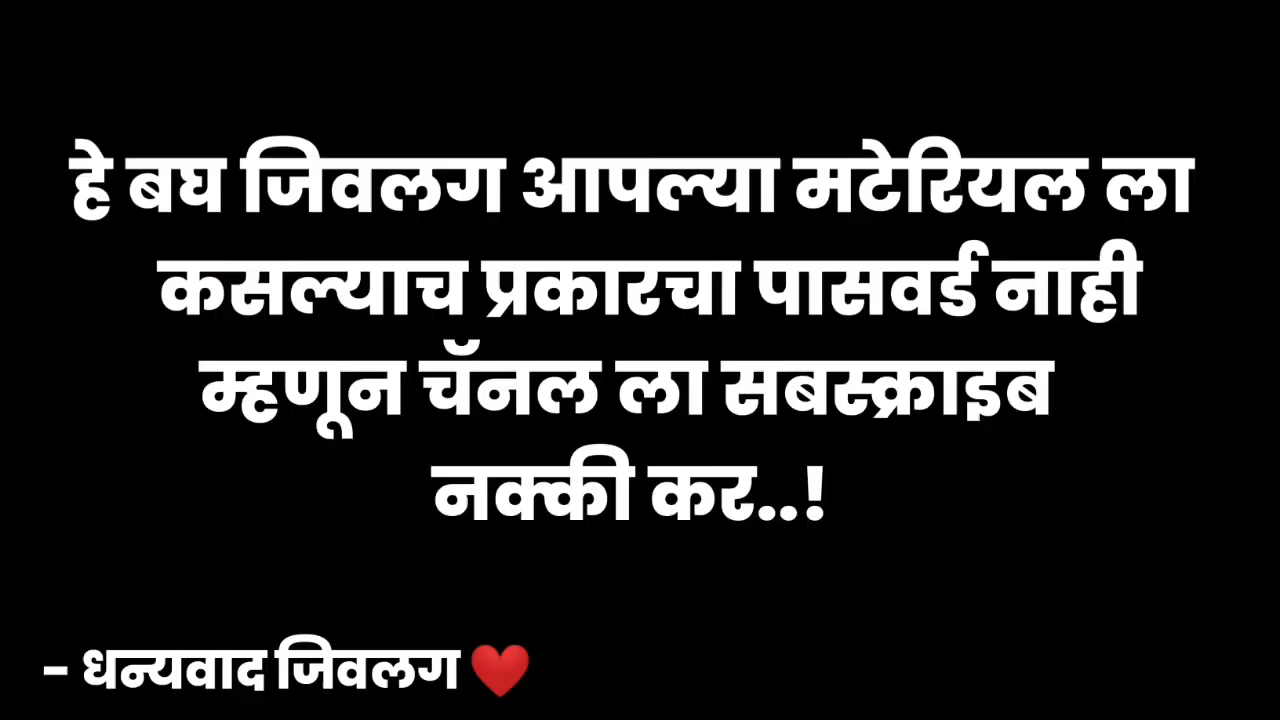 हे बघ जिवलग आपल्या मटेरियल ला
कसल्याच प्रकारचा पासवर्ड नाही
म्हणून चॅनल ला सबस्क्राइब
नक्की कर..!
- धन्यवाद जिवलग ❤️